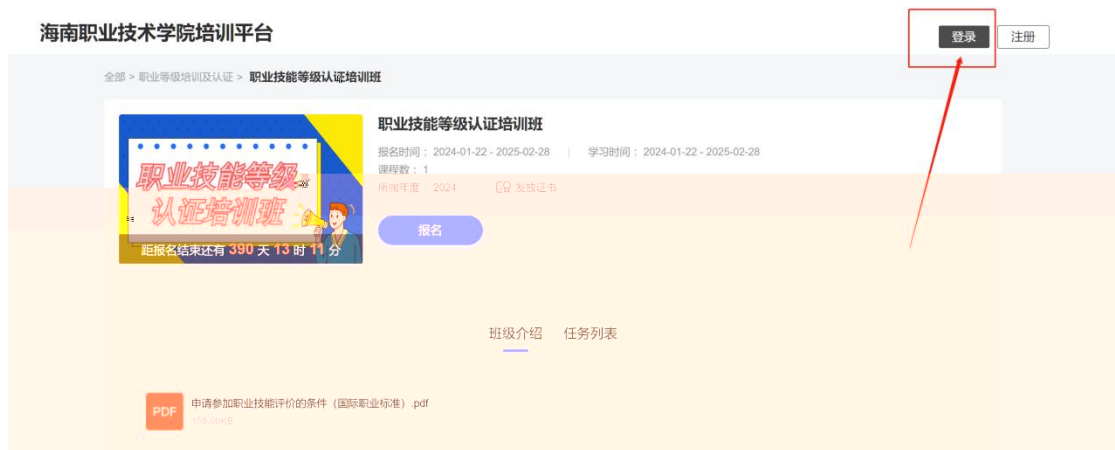 海南职业技术学院培训平台
登录 注册
全部 > 职业等级培训及认证 > 职业技能等级认证培训班
职业技能等级
认证培训班
距报名结束还有 390 天 13 时 11 分
职业技能等级认证培训班
报名时间： 2024-01-22 - 2025-02-28 | 学习时间： 2024-01-22 - 2025-02-28
课程数： 1
所属年度： 2024 发放证书
报名
班级介绍 任务列表
PDF
申请参加职业技能评价的条件（国际职业标准）.pdf
158.00KB